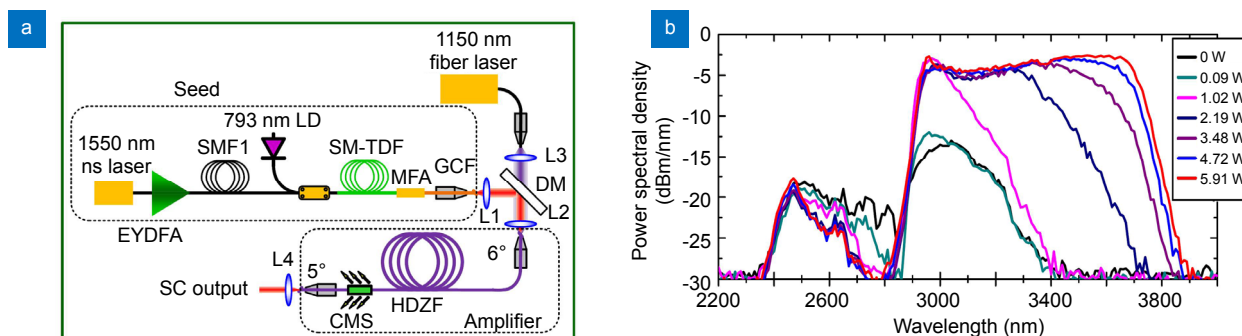 a
1150 nm
fiber laser
Seed
793 nm LD
1550 nm
ns laser
SMF1
SM-TDF
MFA
GCF
L3
DM
L1
L2
EYDFA
6°
L4
5°
SC output
CMS
HDZF
Amplifier
b
Power spectral density
(dBm/nm)
0
-5
-10
-15
-20
-25
-30
2200
2600
3000
3400
3800
Wavelength (nm)
0 W
0.09 W
1.02 W
2.19 W
3.48 W
4.72 W
5.91 W